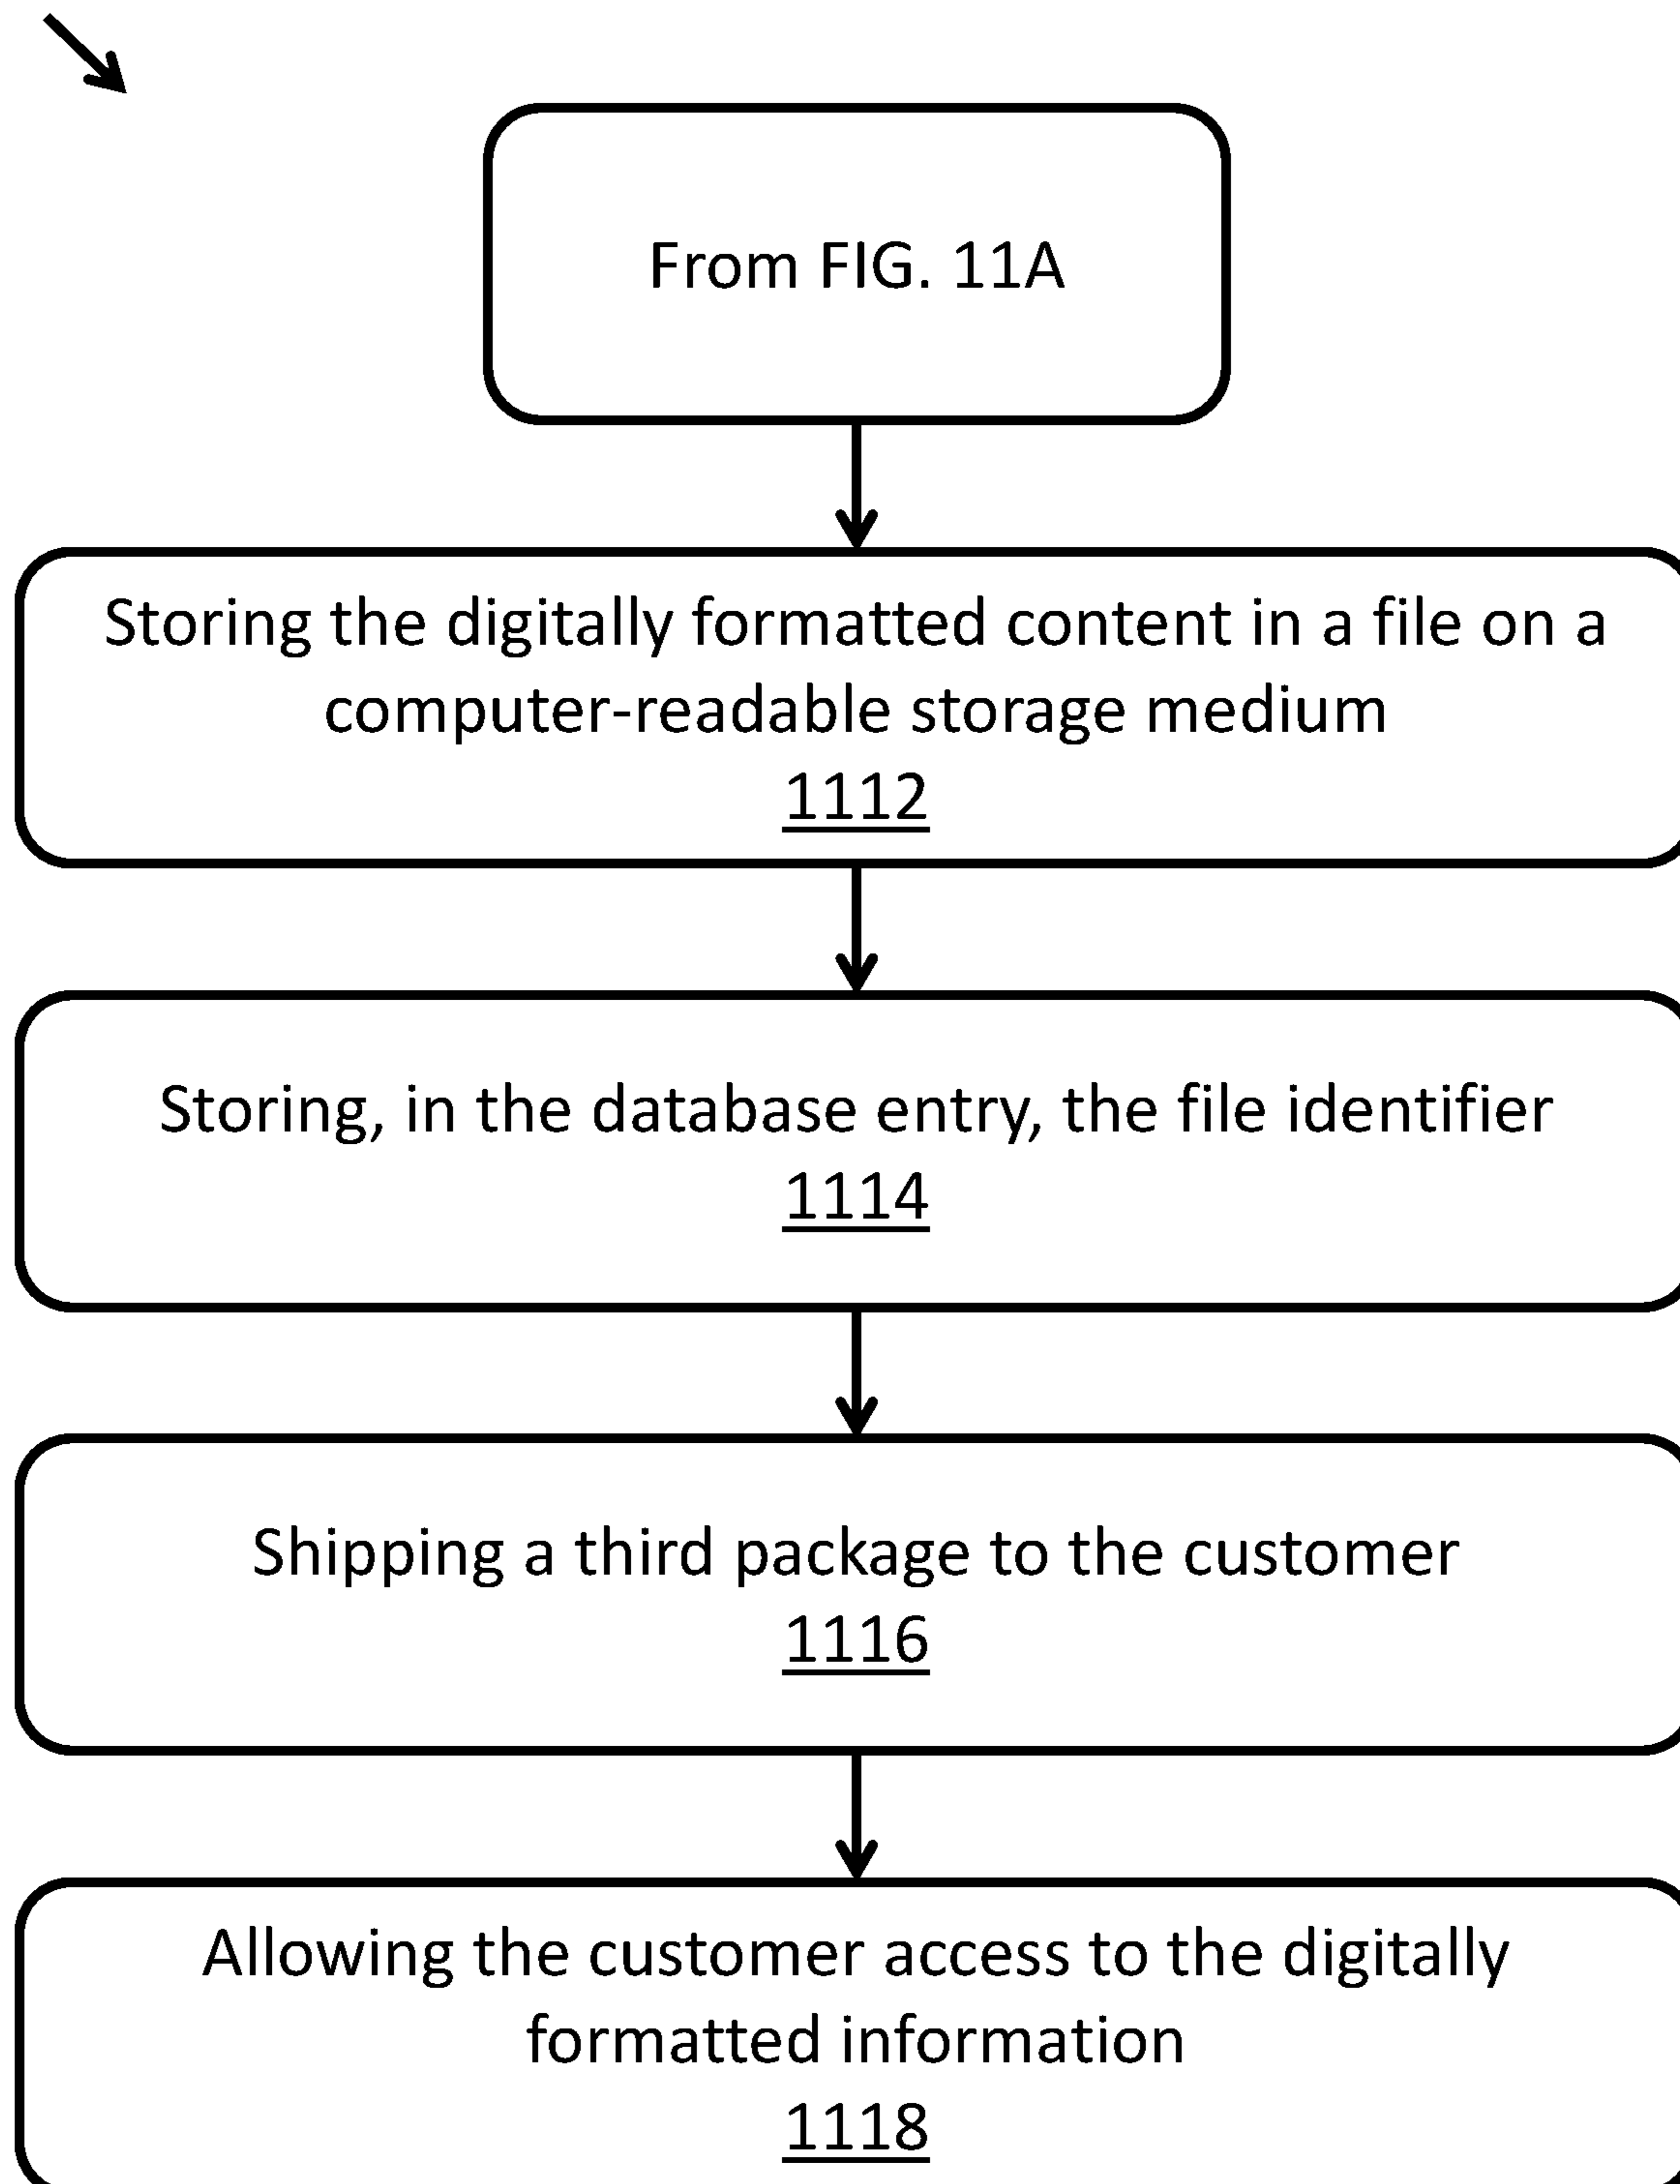 From FIG. 11A
Storing the digitally formatted content in a file on a
computer-readable storage medium
1112
Storing, in the database entry, the file identifier
1114
Shipping a third package to the customer
1116
Allowing the customer access to the digitally
formatted information
1118